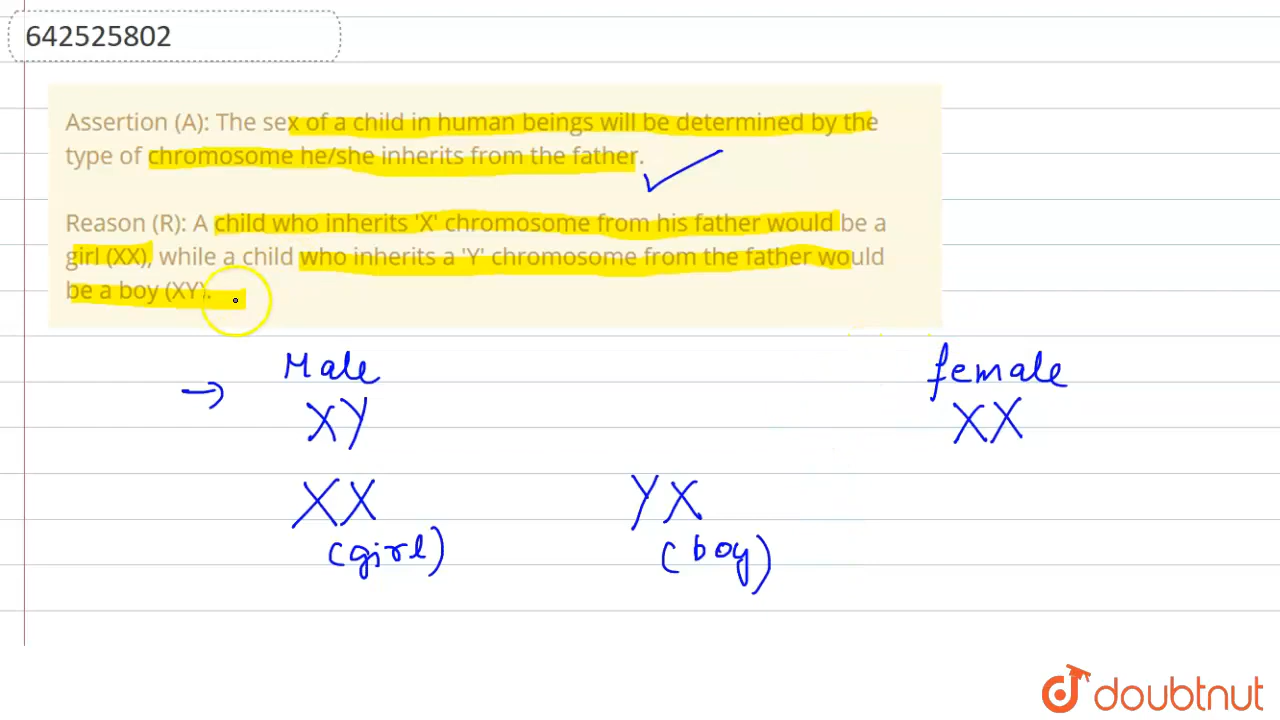 642525802
Assertion (A): The sex of a child in human beings will be determined by the
type of chromosome he/she inherits from the father.
Reason (R): A child who inherits 'X' chromosome from his father would be a
girl (XX), while a child who inherits a 'Y' chromosome from the father would
be a boy (XY).
Male
female
XY
XX
XX
YX
(girl)
(boy)
doubtnut